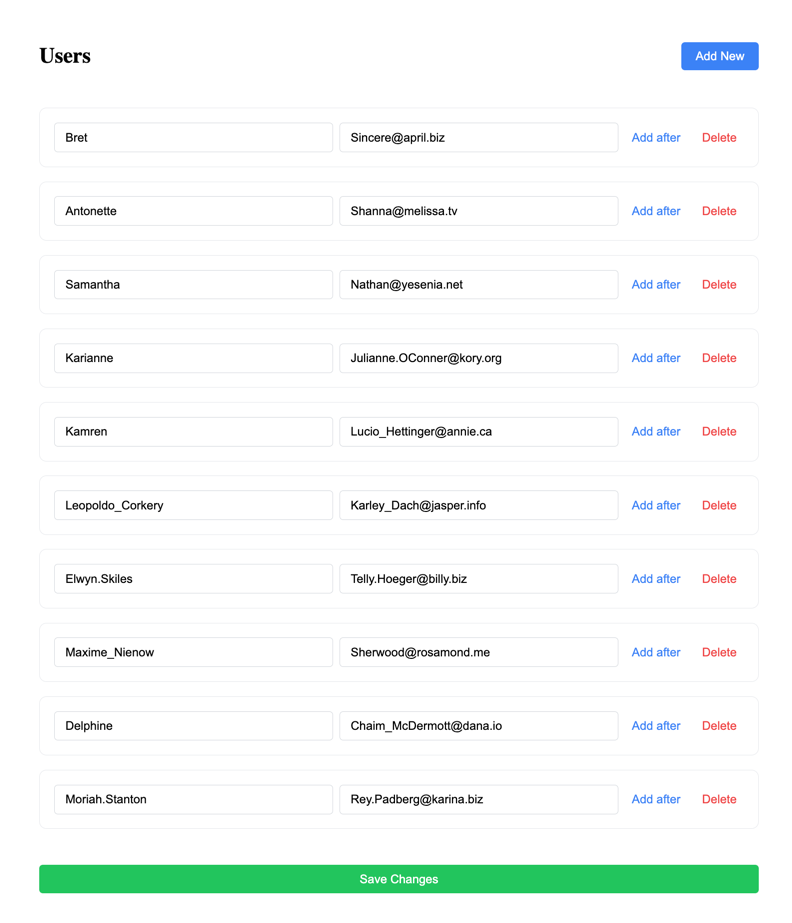 Users Add New
Bret Sincere@april.biz Add after Delete
Antonette Shanna@melissa.tv Add after Delete
Samantha Nathan@yesenia.net Add after Delete
Karianne Julianne.OConner@kory.org Add after Delete
Kamren Lucio_Hettinger@annie.ca Add after Delete
Leopoldo_Corkery Karley_Dach@jasper.info Add after Delete
Elwyn.Skiles Telly.Hoeger@billy.biz Add after Delete
Maxime_Nienow Sherwood@rosamond.me Add after Delete
Delphine Chaim_McDermott@dana.io Add after Delete
Moriah.Stanton Rey.Padberg@karina.biz Add after Delete
Save Changes